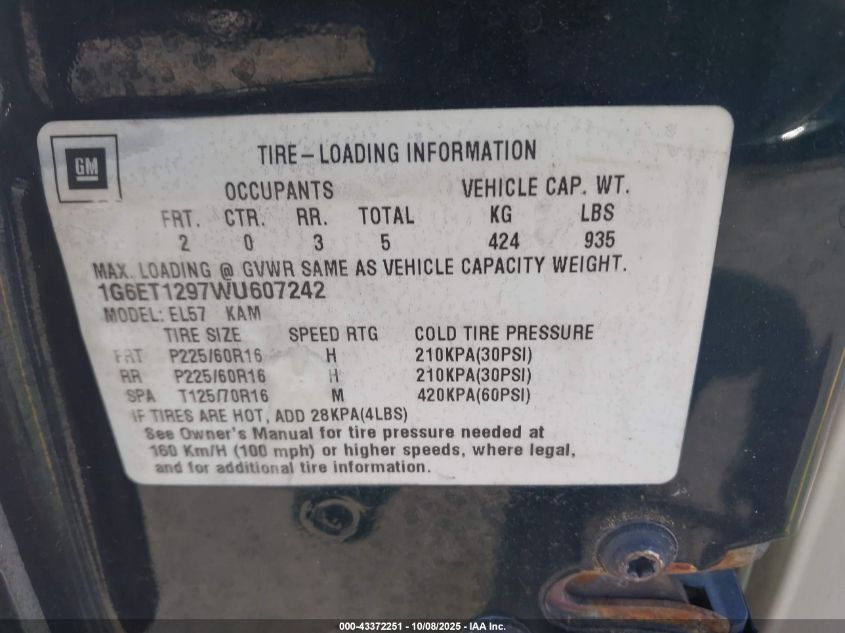 GM
TIRE-LOADING INFORMATION
OCCUPANTS VEHICLE CAP. WT.
FRT. CTR. RR. TOTAL KG LBS
2 0 3 5 424 935
MAX. LOADING @ GVWR SAME AS VEHICLE CAPACITY WEIGHT.
1G6ET1297WU607242
MODEL: EL57 KAM
TIRE SIZE SPEED RTG COLD TIRE PRESSURE
FRT P225/60R16 H 210KPA(30PSI)
RR P225/60R16 H 210KPA(30PSI)
SPA T125/70R16 M 420KPA(60PSI)
IF TIRES ARE HOT, ADD 28KPA(4LBS)
See Owner's Manual for tire pressure needed at
160 Km/H (100 mph) or higher speeds, where legal,
and for additional tire information.
000-43372251 - 10/08/2025 - IAA Inc.